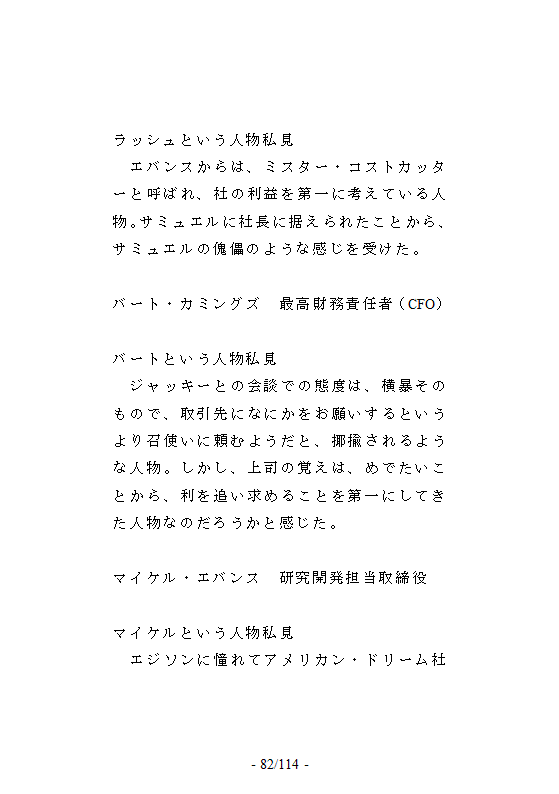 ラッシュという人物私見
　エバンスからは、ミスター・コストカッタ
ーと呼ばれ、社の利益を第一に考えている人
物。サミュエルに社長に据えられたことから、
サミュエルの傀儡のような感じを受けた。
バート・カミングズ　最高財務責任者（CFO）
バートという人物私見
　ジャッキーとの会談での態度は、横暴その
もので、取引先になにかをお願いするという
より召使いに頼むようだと、揶揄されるよう
な人物。しかし、上司の覚えは、めでたいこ
とから、利を追い求めることを第一にしてき
た人物なのだろうかと感じた。
マイケル・エバンス　研究開発担当取締役
マイケルという人物私見
　エジソンに憧れてアメリカン・ドリーム社
- 82/114 -